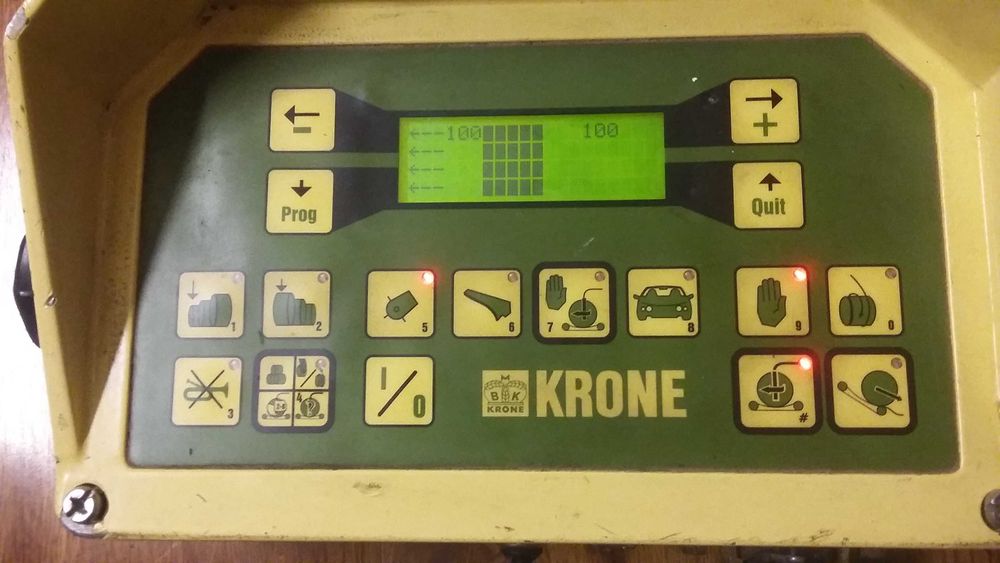 ←--- 100 100
←---
←---
←---
-
+
Prog
Quit
1
2
5
6
7
8
9
0
3
4
I/0
M
B K
KRONE
KRONE
#